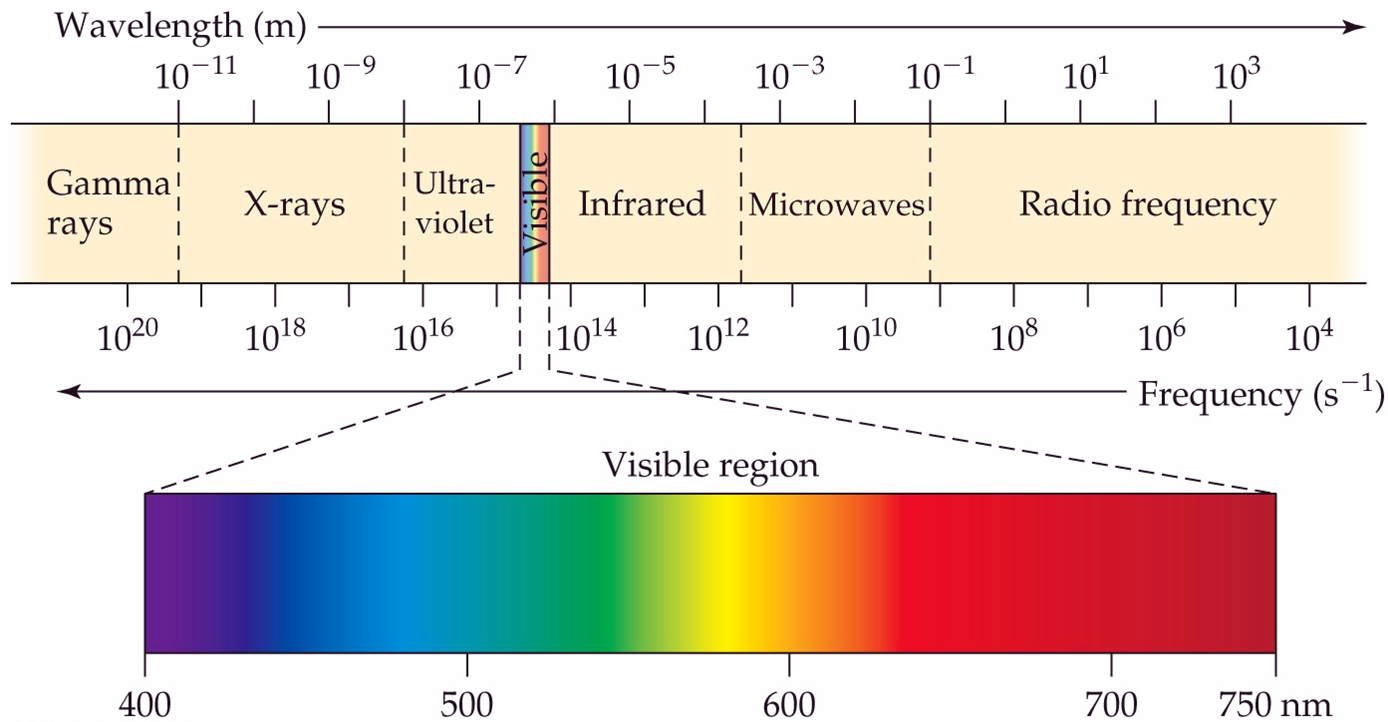 Wavelength (m)
10⁻¹¹ 10⁻⁹ 10⁻⁷ 10⁻⁵ 10⁻³ 10⁻¹ 10¹ 10³
Gamma rays X-rays Ultra-violet Visible Infrared Microwaves Radio frequency
10²⁰ 10¹⁸ 10¹⁶ 10¹⁴ 10¹² 10¹⁰ 10⁸ 10⁶ 10⁴
Frequency (s⁻¹)
Visible region
400 500 600 700 750 nm